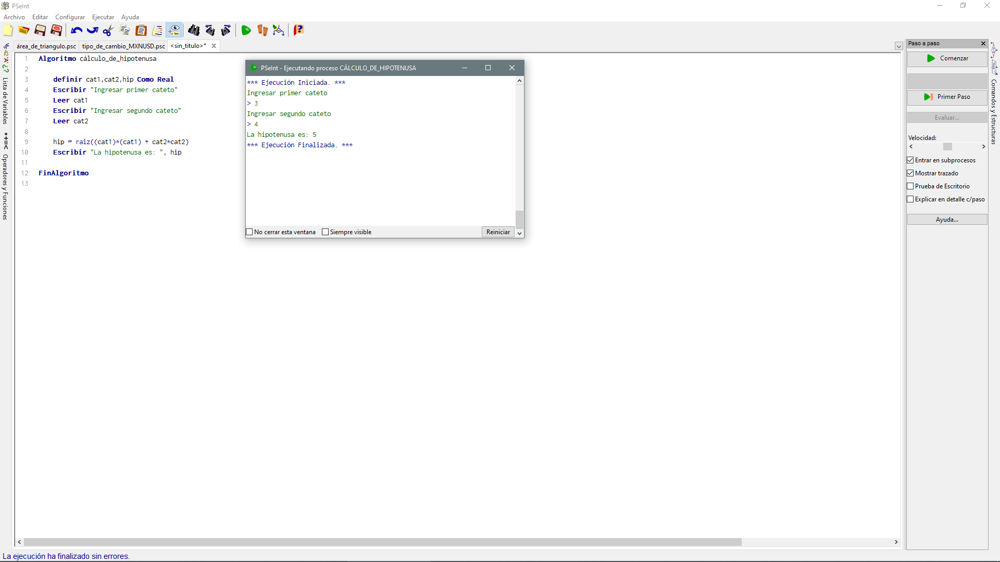 PSeInt
Archivo Editar Configurar Ejecutar Ayuda
área_de_triangulo.psc tipo_de_cambio_MXNUSD.psc <sin_titulo>*
1 Algoritmo cálculo_de_hipotenusa
2
3 definir cat1,cat2,hip Como Real
4 Escribir "Ingresar primer cateto"
5 Leer cat1
6 Escribir "Ingresar segundo cateto"
7 Leer cat2
8
9 hip = raiz((cat1)*(cat1) + cat2*cat2)
10 Escribir "La hipotenusa es: ", hip
11
12 FinAlgoritmo
13
PSeInt - Ejecutando proceso CÁLCULO_DE_HIPOTENUSA
*** Ejecución Iniciada. ***
Ingresar primer cateto
> 3
Ingresar segundo cateto
> 4
La hipotenusa es: 5
*** Ejecución Finalizada. ***
No cerrar esta ventana Siempre visible Reiniciar
Lista de Variables
*+=< Operadores y Funciones
Paso a paso
Comenzar
Primer Paso
Evaluar...
Velocidad:
Entrar en subprocesos
Mostrar trazado
Prueba de Escritorio
Explicar en detalle c/paso
Ayuda...
Comandos y Estructuras
La ejecución ha finalizado sin errores.